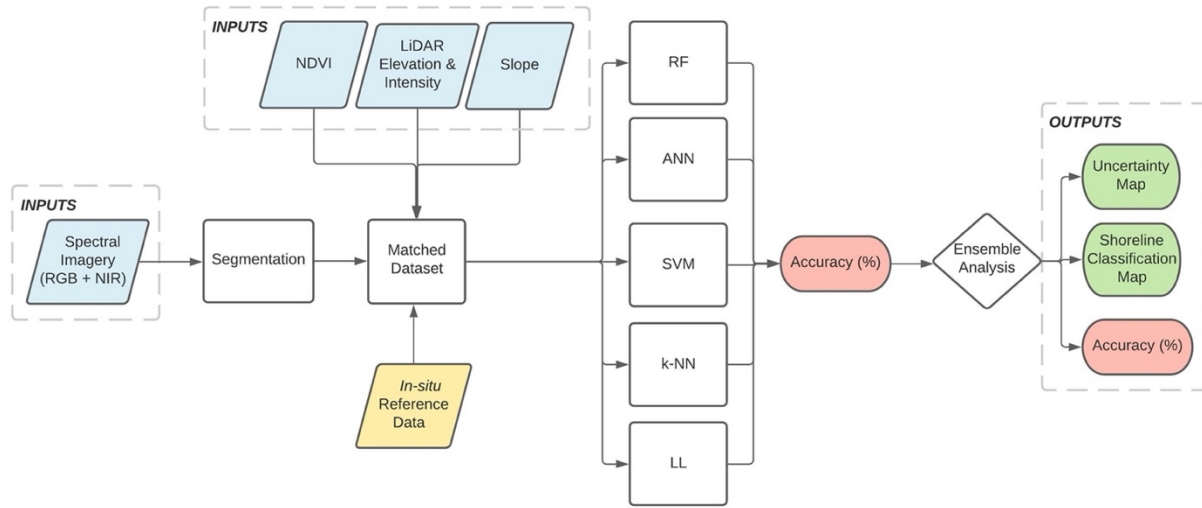 INPUTS
NDVI
LiDAR
Elevation &
Intensity
Slope
INPUTS
Spectral
Imagery
(RGB + NIR)
Segmentation
Matched
Dataset
In-situ
Reference
Data
RF
ANN
SVM
k-NN
LL
Accuracy (%)
Ensemble
Analysis
OUTPUTS
Uncertainty
Map
Shoreline
Classification
Map
Accuracy (%)